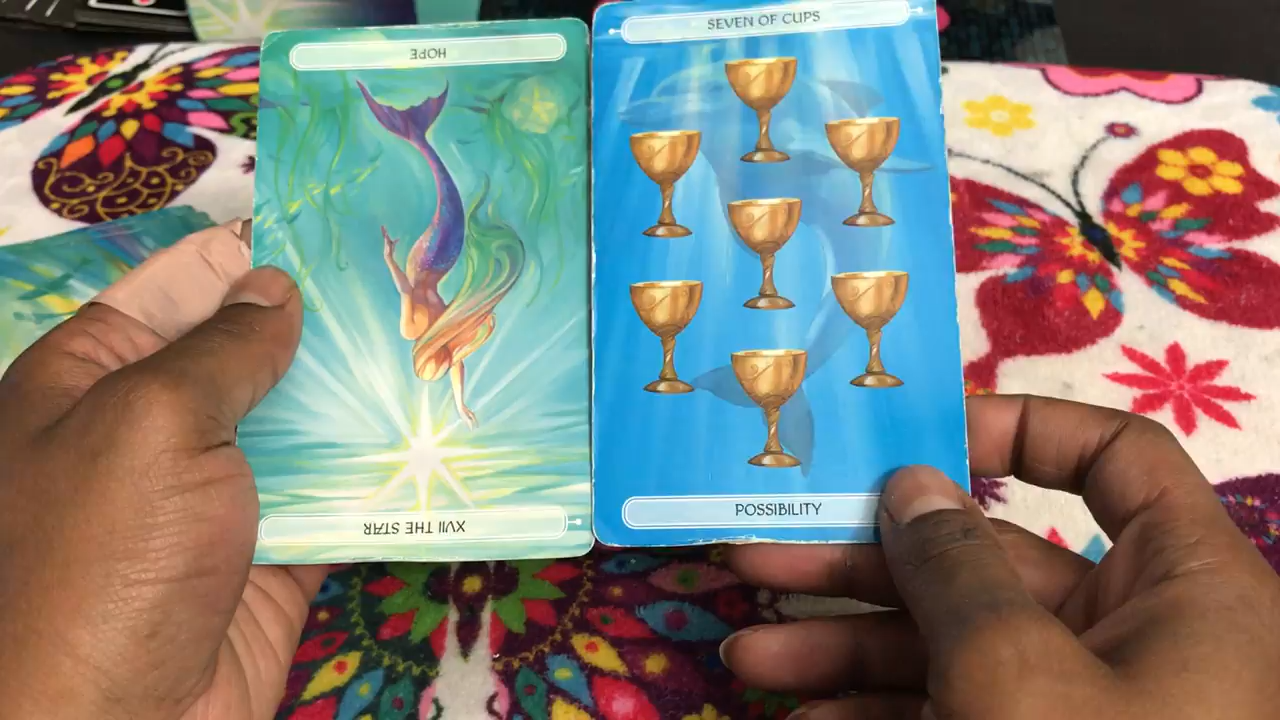 HOPE
XVII THE STAR
SEVEN OF CUPS
POSSIBILITY